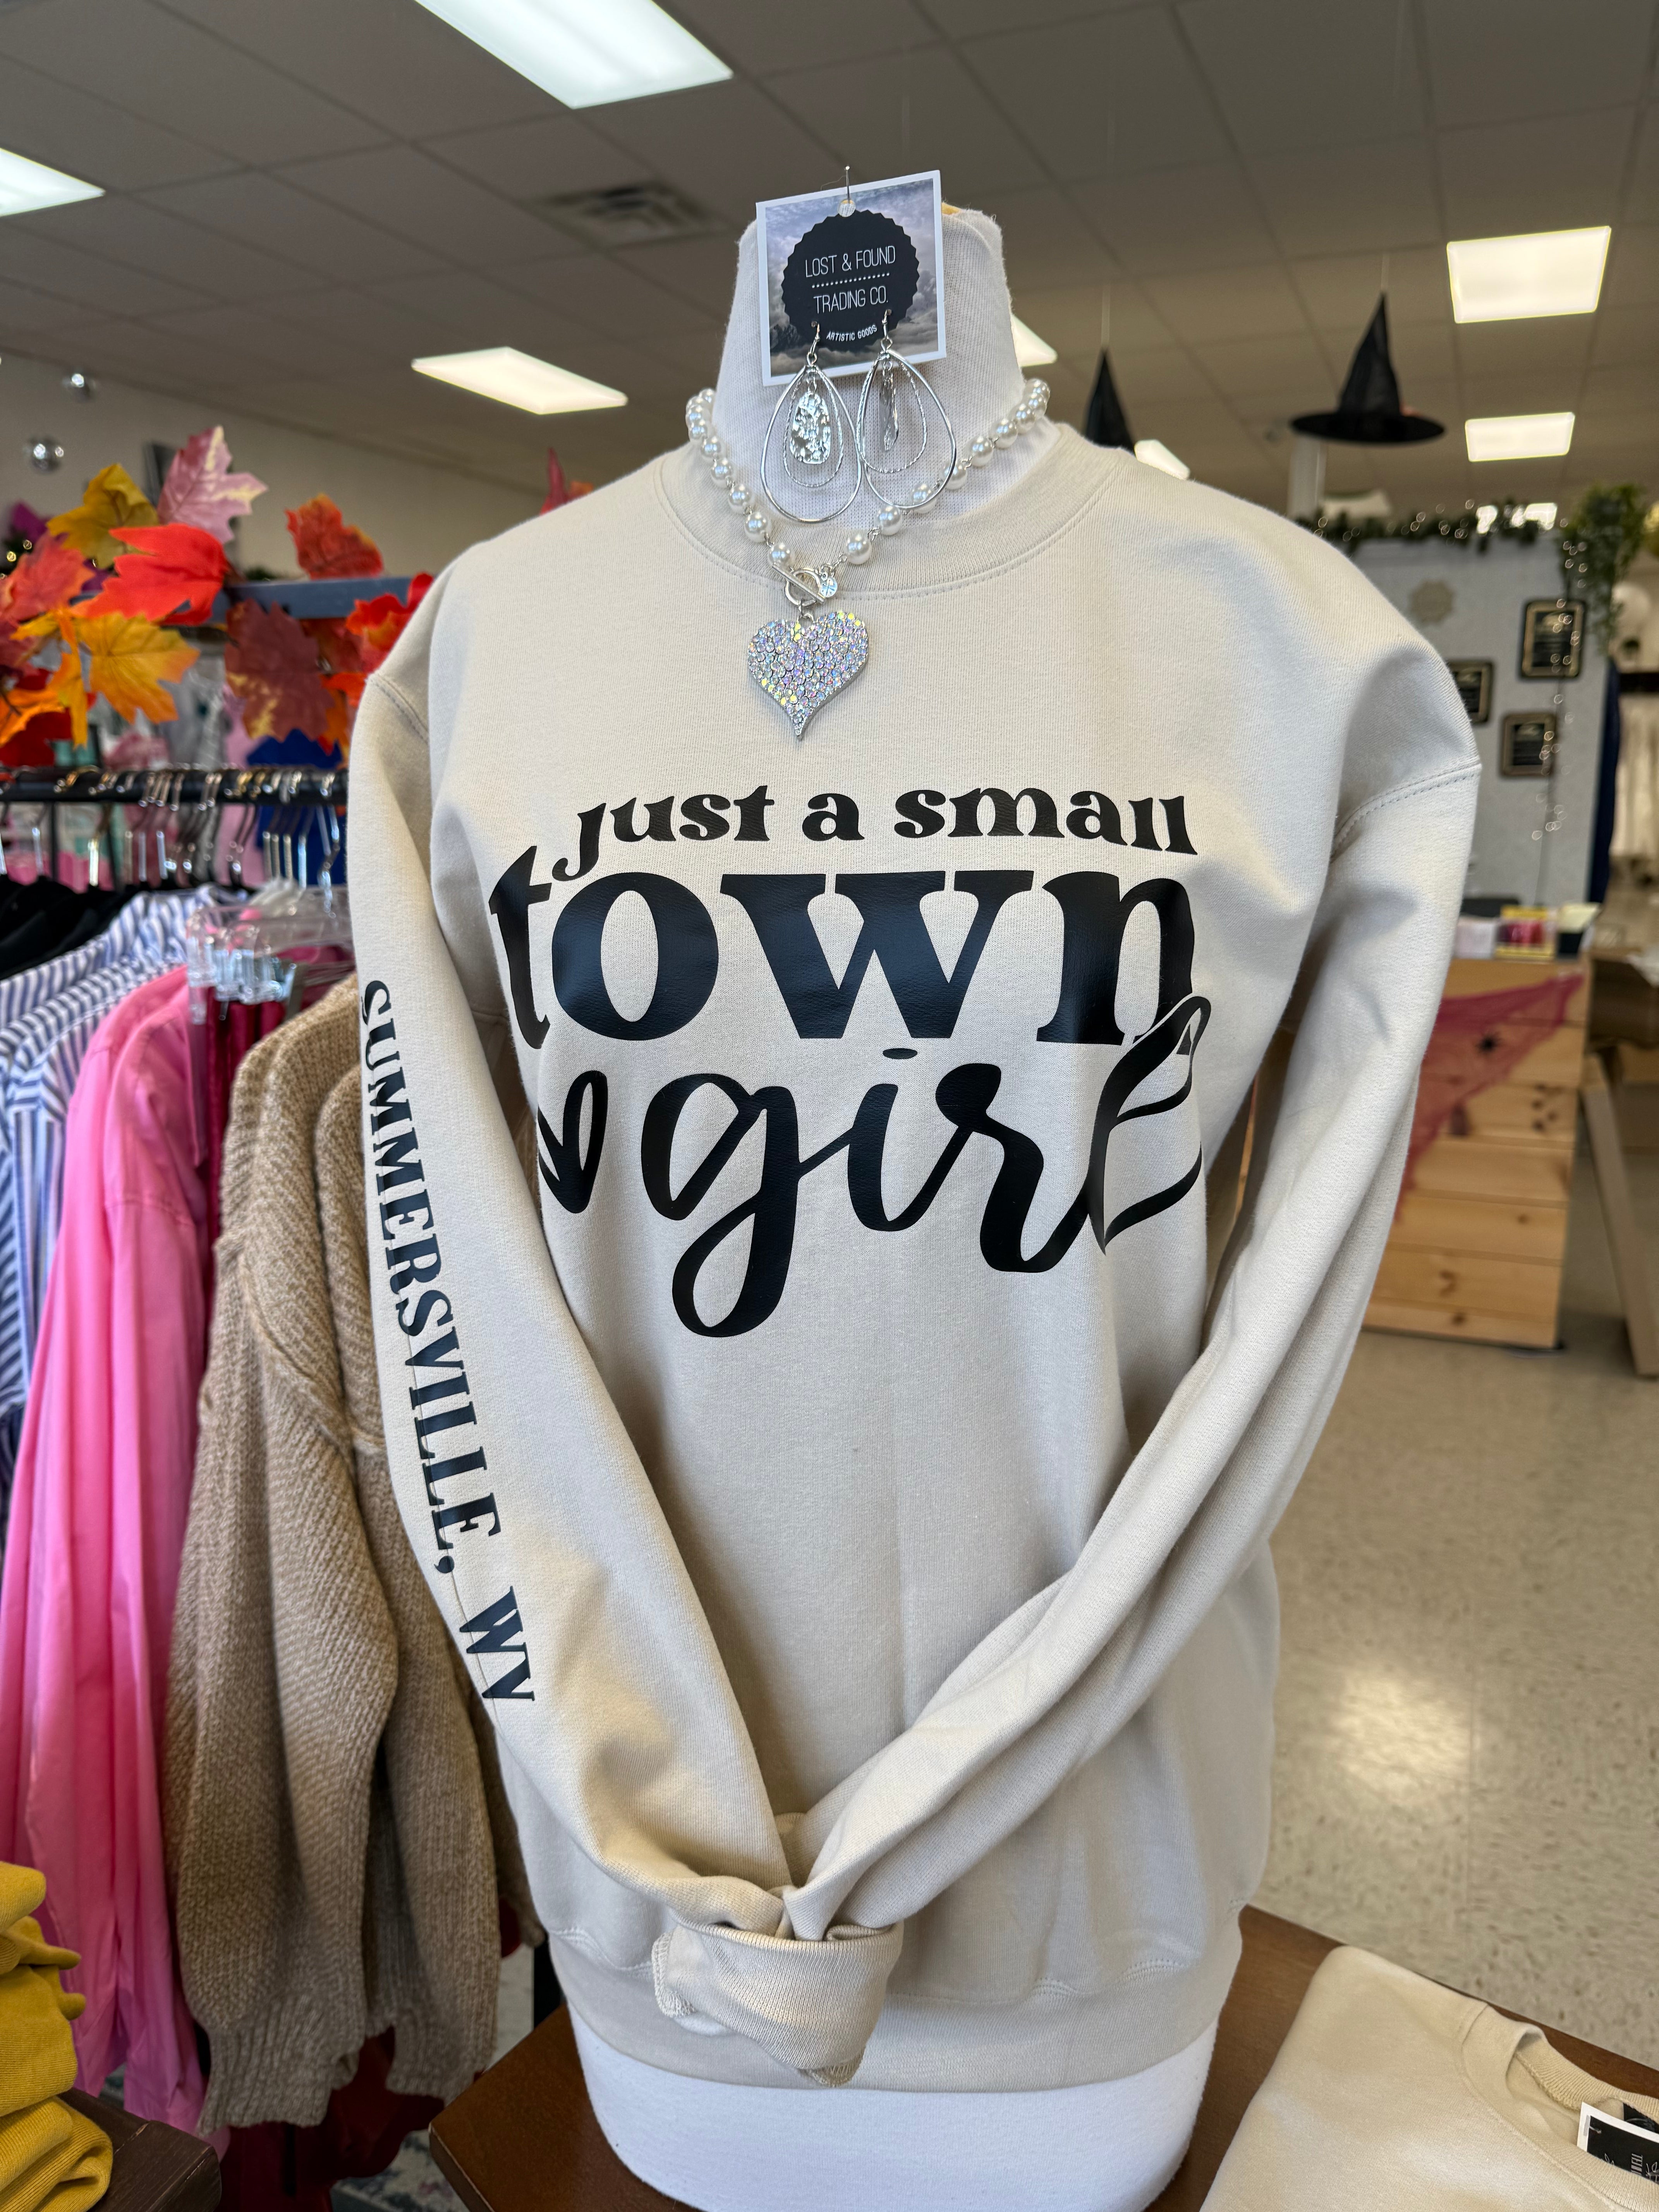 LOST & FOUND
TRADING CO.
ARTISTIC GOODS
just a small
town
girl
SUMMERSVILLE, WV